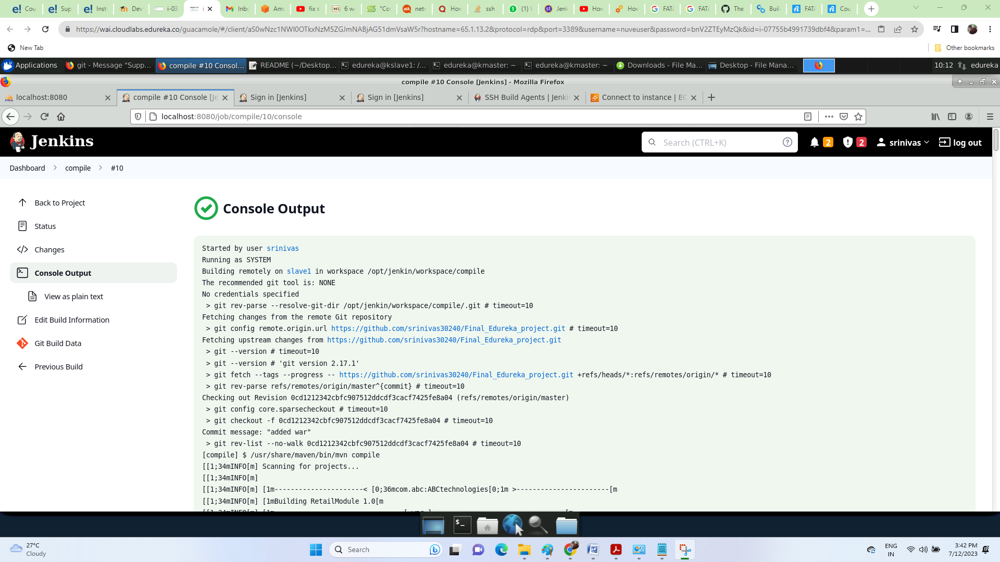 Cou
Sup
Inst
Dev
i-03
i
Inbo
Ama
fix s
6 w
"Co
netv
How
ssh
(1) \
Jenk
How
How
FATA
FATA
The
Buil
FATA
Cou
https://wai.cloudlabs.edureka.co/guacamole/#/client/aS0wNzc1NWI0OTkxNzM5ZGJmNABjAG51dmVsaW5r?hostname=65.1.13.2&protocol=rdp&port=3389&username=nuveuser&password=bnV2ZTEyMzQk&id=i-07755b4991739dbf4&param1=...
New Tab
Other bookmarks
Applications
git - Message "Supp...
compile #10 Consol...
README (~/Desktop...
edureka@kslave1: /...
edureka@kmaster: ~
edureka@kmaster: ~
Downloads - File Ma...
Desktop - File Mana...
10:12
edureka
compile #10 Console [Jenkins] - Mozilla Firefox
localhost:8080
compile #10 Console [Je
Sign in [Jenkins]
Sign in [Jenkins]
SSH Build Agents | Jenki
Connect to instance | EC
localhost:8080/job/compile/10/console
Jenkins
Search (CTRL+K)
2
2
srinivas
log out
Dashboard
compile
#10
Back to Project
Status
Changes
Console Output
View as plain text
Edit Build Information
Git Build Data
Previous Build
Console Output
Started by user srinivas
Running as SYSTEM
Building remotely on slave1 in workspace /opt/jenkin/workspace/compile
The recommended git tool is: NONE
No credentials specified
> git rev-parse --resolve-git-dir /opt/jenkin/workspace/compile/.git # timeout=10
Fetching changes from the remote Git repository
> git config remote.origin.url https://github.com/srinivas30240/Final_Edureka_project.git # timeout=10
Fetching upstream changes from https://github.com/srinivas30240/Final_Edureka_project.git
> git --version # timeout=10
> git --version # 'git version 2.17.1'
> git fetch --tags --progress -- https://github.com/srinivas30240/Final_Edureka_project.git +refs/heads/*:refs/remotes/origin/* # timeout=10
> git rev-parse refs/remotes/origin/master^{commit} # timeout=10
Checking out Revision 0cd1212342cbfc907512ddcdf3cacf7425fe8a04 (refs/remotes/origin/master)
> git config core.sparsecheckout # timeout=10
> git checkout -f 0cd1212342cbfc907512ddcdf3cacf7425fe8a04 # timeout=10
Commit message: "added war"
> git rev-list --no-walk 0cd1212342cbfc907512ddcdf3cacf7425fe8a04 # timeout=10
[compile] $ /usr/share/maven/bin/mvn compile
[[1;34mINFO[m] Scanning for projects...
[[1;34mINFO[m]
[[1;34mINFO[m] [1m----------------------< [0;36mcom.abc:ABCtechnologies[0;1m >-----------------------[m
[[1;34mINFO[m] [1mBuilding RetailModule 1.0[m
27°C
Cloudy
Search
ENG
IN
3:42 PM
7/12/2023